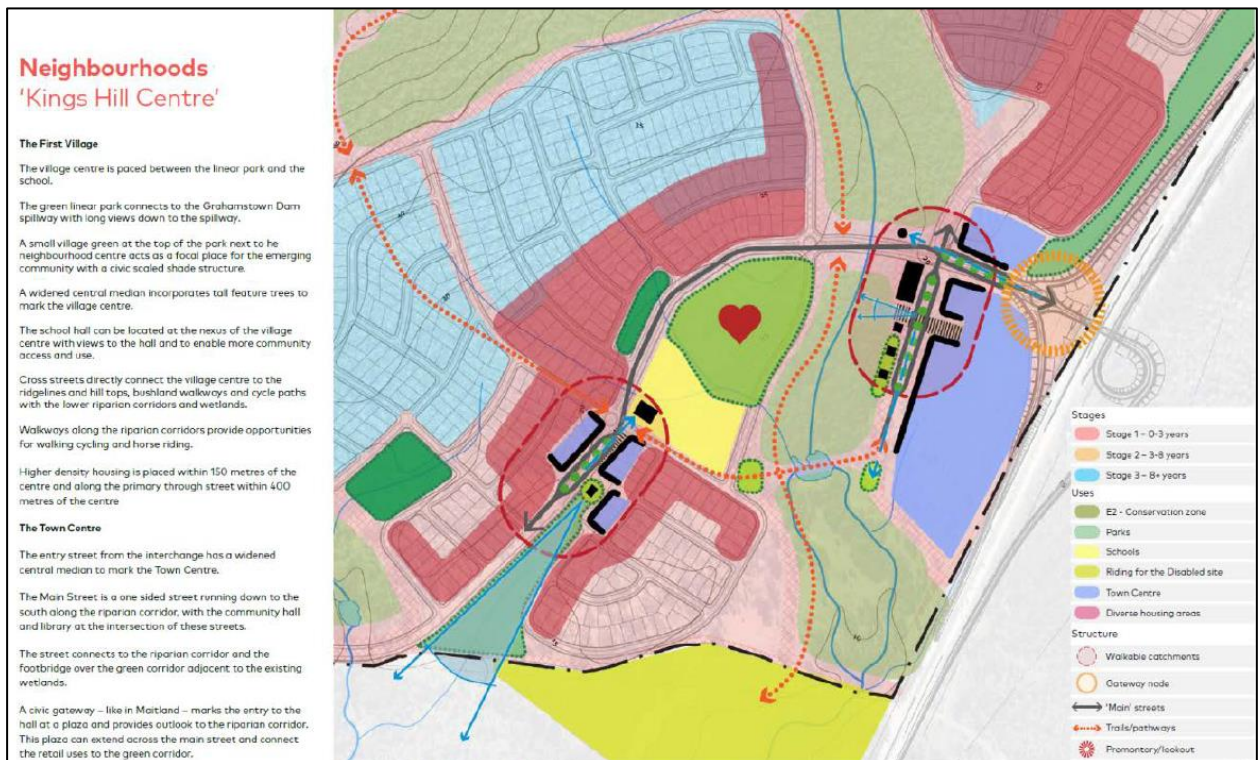 Neighbourhoods
'Kings Hill Centre'
The First Village
The village centre is paced between the linear park and the
school.
The green linear park connects to the Grahamstown Dam
spillway with long views down to the spillway.
A small village green at the top of the park next to he
neighbourhood centre acts as a focal place for the emerging
community with a civic scaled shade structure.
A widened central median incorporates tall feature trees to
mark the village centre.
The school hall can be located at the nexus of the village
centre with views to the hall and to enable more community
access and use.
Cross streets directly connect the village centre to the
ridgelines and hill tops, bushland walkways and cycle paths
with the lower riparian corridors and wetlands.
Walkways along the riparian corridors provide opportunities
for walking cycling and horse riding.
Higher density housing is placed within 150 metres of the
centre and along the primary through street within 400
metres of the centre
The Town Centre
The entry street from the interchange has a widened
central median to mark the Town Centre.
The Main Street is a one sided street running down to the
south along the riparian corridor, with the community hall
and library at the intersection of these streets.
The street connects to the riparian corridor and the
footbridge over the green corridor adjacent to the existing
wetlands.
A civic gateway – like in Maitland – marks the entry to the
hall at a plaza and provides outlook to the riparian corridor.
This plaza can extend across the main street and connect
the retail uses to the green corridor.
Stages
Stage 1 – 0-3 years
Stage 2 – 3-8 years
Stage 3 – 8+ years
Uses
E2 - Conservation zone
Parks
Schools
Riding for the Disabled site
Town Centre
Diverse housing areas
Structure
Walkable catchments
Gateway node
'Main' streets
Trails/pathways
Promontory/lookout